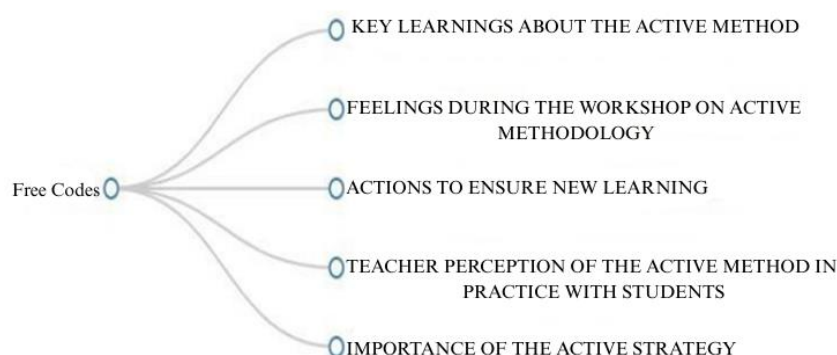 KEY LEARNINGS ABOUT THE ACTIVE METHOD
FEELINGS DURING THE WORKSHOP ON ACTIVE
METHODOLOGY
Free Codes
ACTIONS TO ENSURE NEW LEARNING
TEACHER PERCEPTION OF THE ACTIVE METHOD IN
PRACTICE WITH STUDENTS
IMPORTANCE OF THE ACTIVE STRATEGY